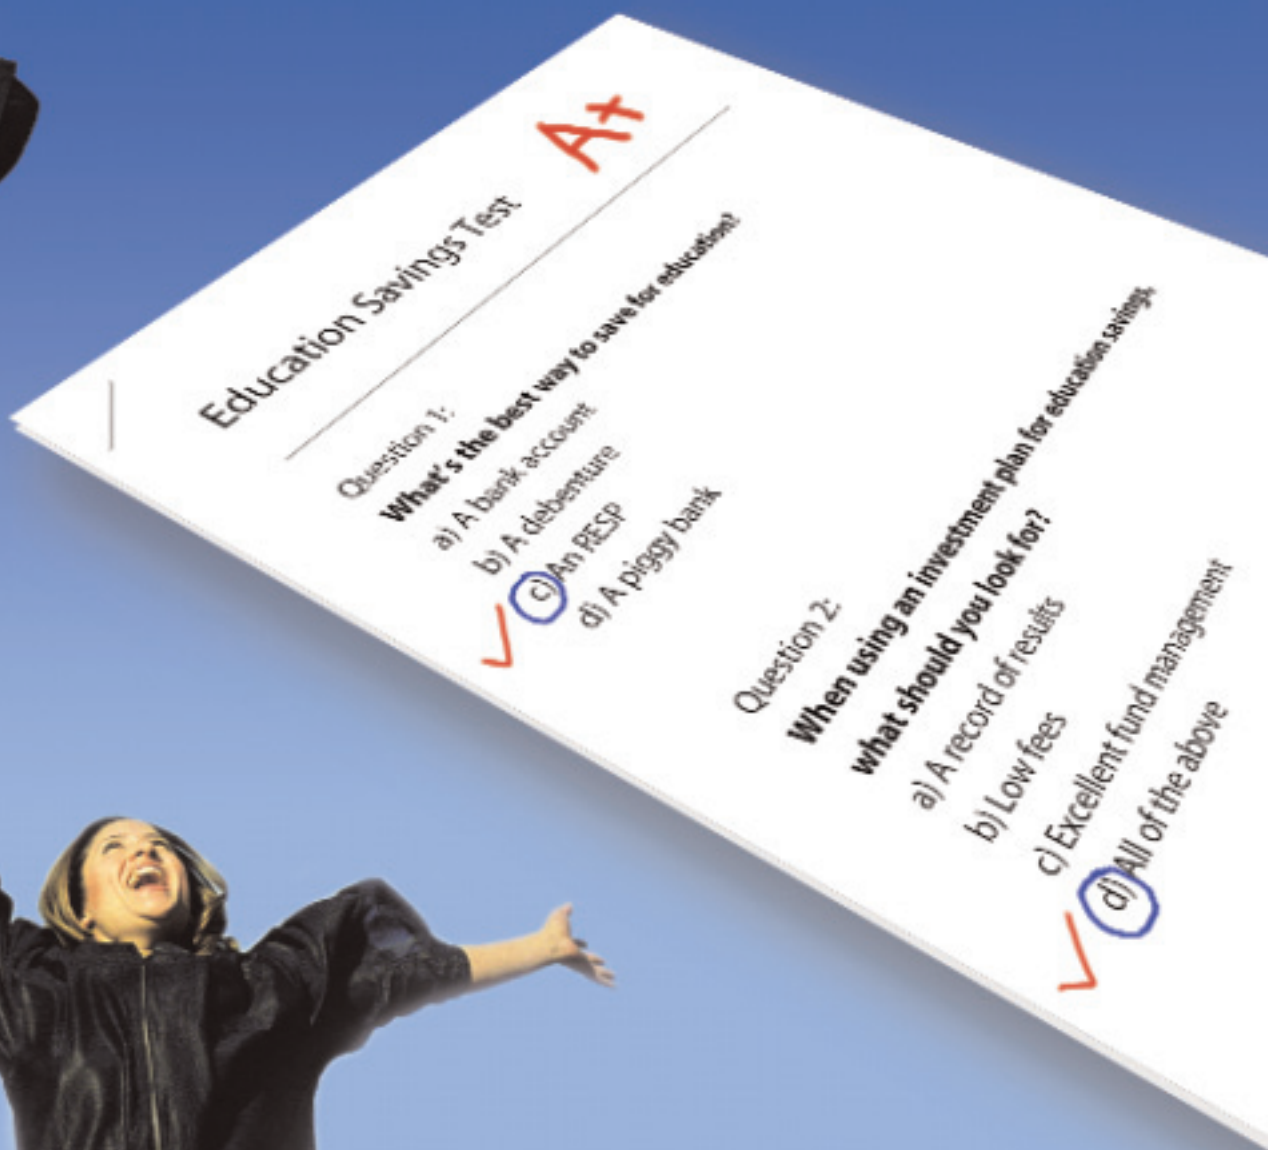 A+
Education Savings Test
Question 1:
What's the best way to save for education?
a) A bank account
b) A debenture
c) An RESP
d) A piggy bank
Question 2:
When using an investment plan for education savings,
what should you look for?
a) A record of results
b) Low fees
c) Excellent fund management
d) All of the above